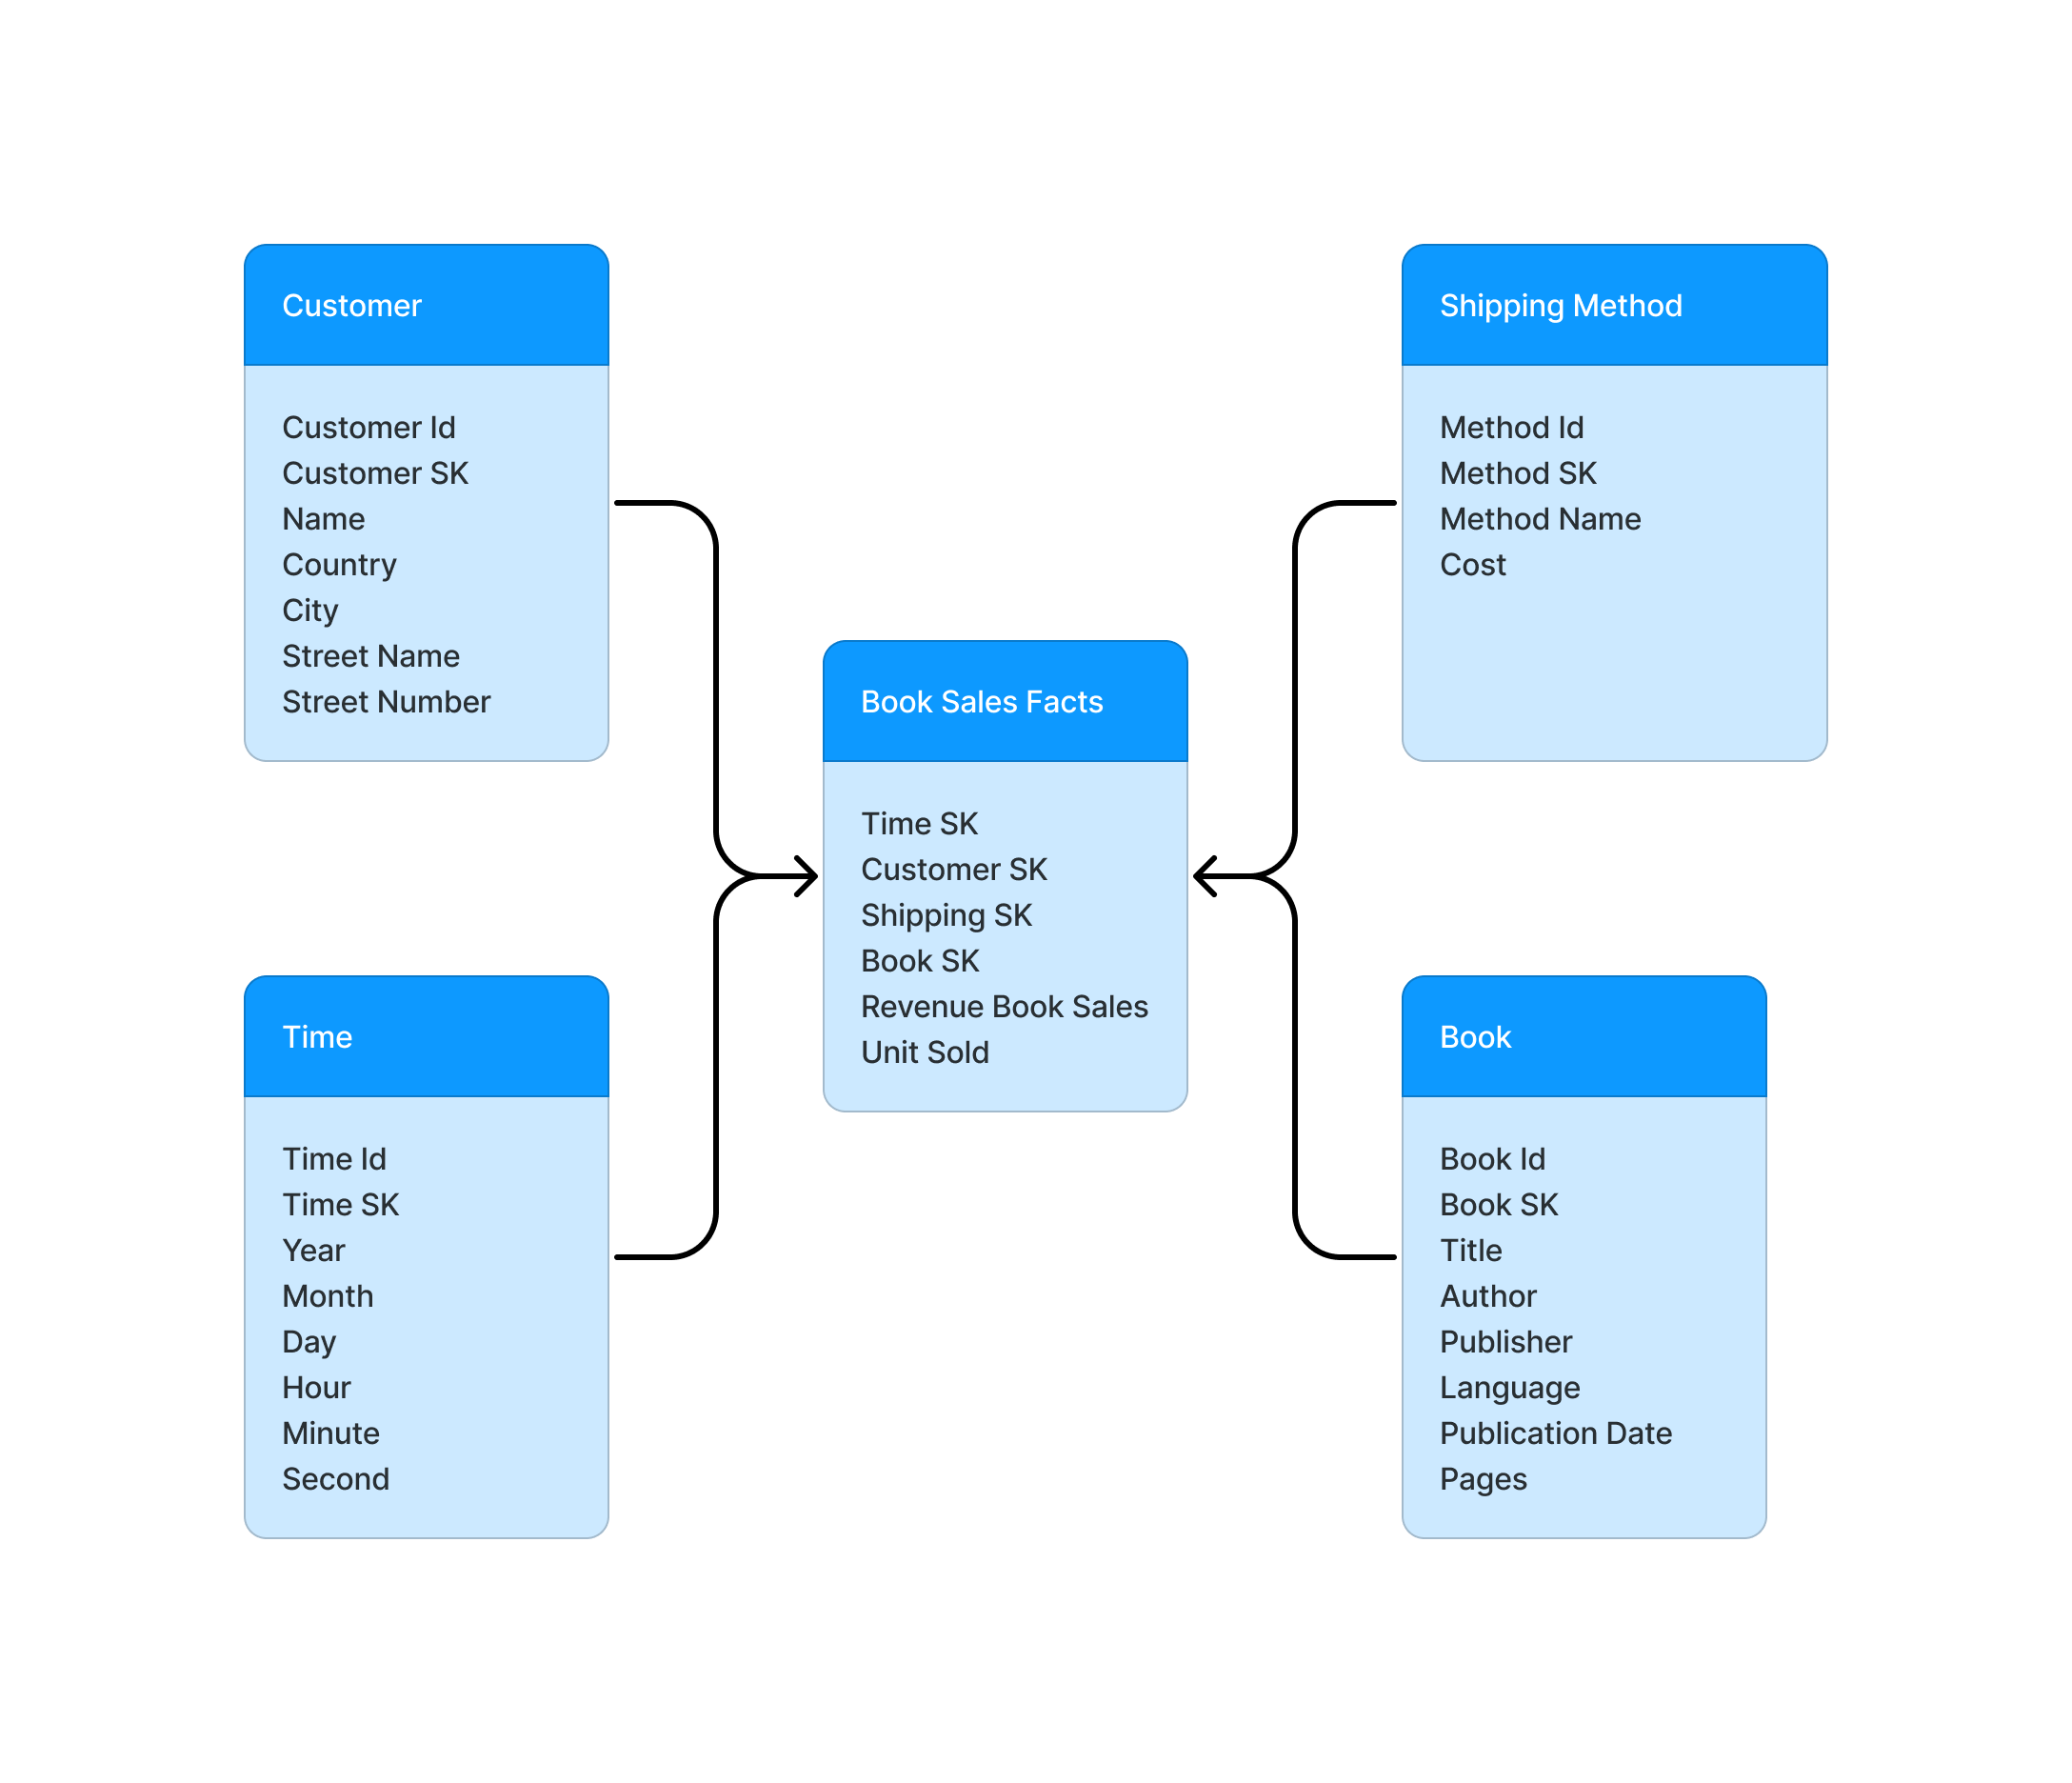 Customer
Customer Id
Customer SK
Name
Country
City
Street Name
Street Number
Shipping Method
Method Id
Method SK
Method Name
Cost
Book Sales Facts
Time SK
Customer SK
Shipping SK
Book SK
Revenue Book Sales
Unit Sold
Time
Time Id
Time SK
Year
Month
Day
Hour
Minute
Second
Book
Book Id
Book SK
Title
Author
Publisher
Language
Publication Date
Pages